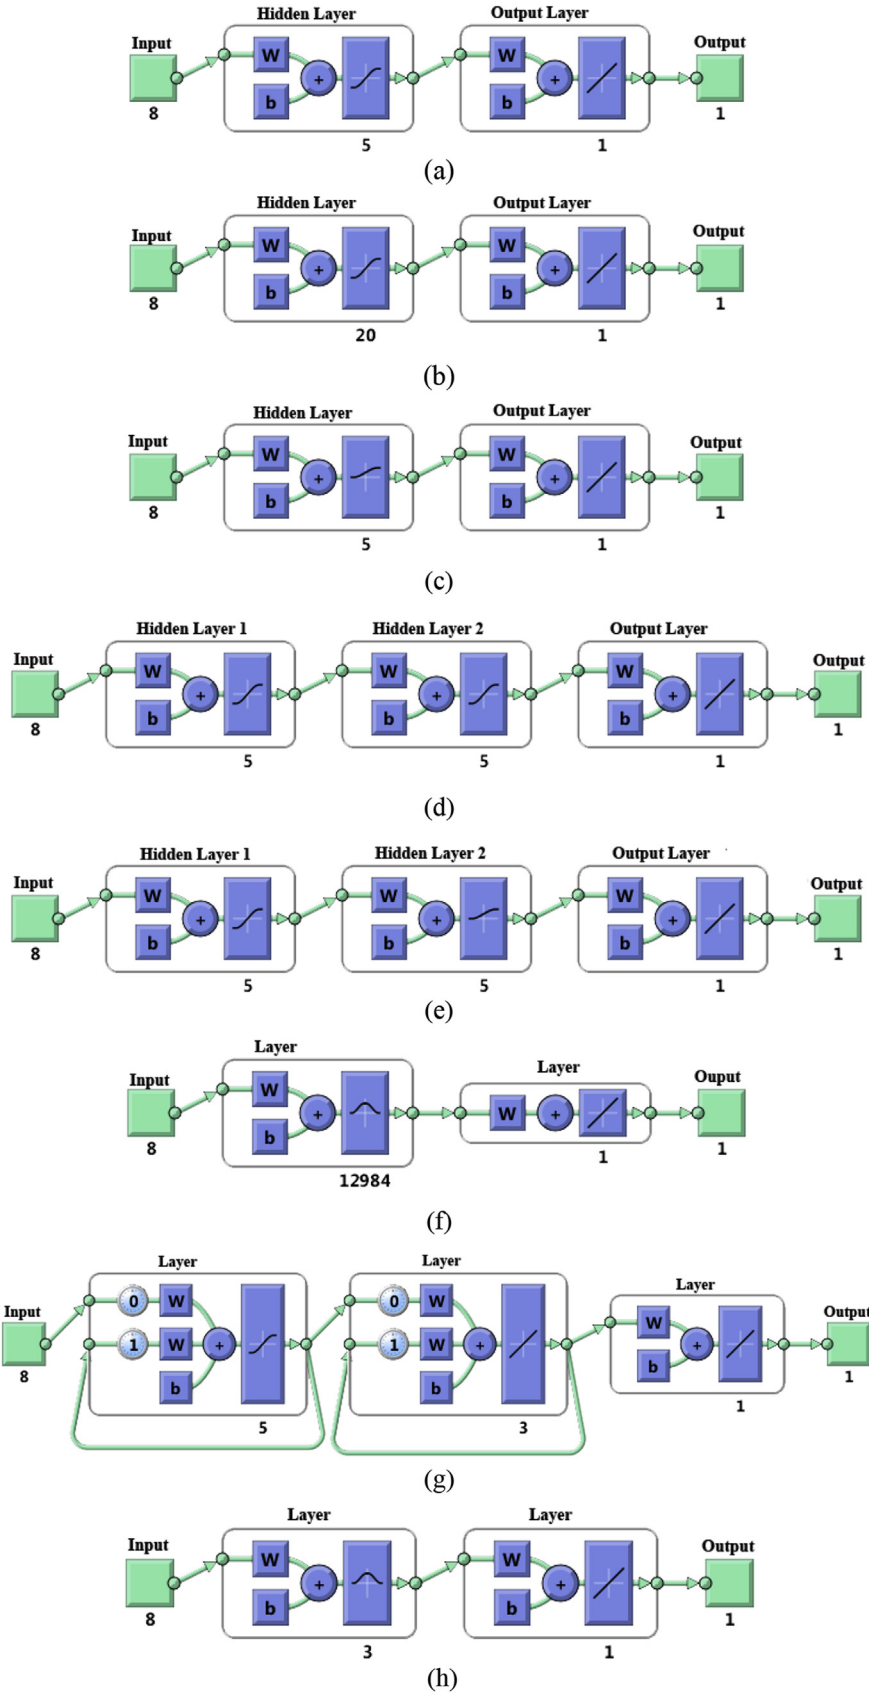 Hidden Layer Output Layer
Input Output
W + W +
b b
8 1
5 1
(a)
Hidden Layer Output Layer
Input Output
W + W +
b b
8 1
20 1
(b)
Hidden Layer Output Layer
Input Output
W + W +
b b
8 1
5 1
(c)
Hidden Layer 1 Hidden Layer 2 Output Layer
Input Output
W + W + W +
b b b
8 1
5 5 1
(d)
Hidden Layer 1 Hidden Layer 2 Output Layer
Input Output
W + W + W +
b b b
8 1
5 5 1
(e)
Layer Layer
Input Ouput
W + W +
b
8 1
12984 1
(f)
Layer Layer Layer
Input Output
0 W 0 W W
1 W + 1 W + +
b b b
8 1
5 3 1
(g)
Layer Layer
Input Output
W + W +
b b
8 1
3 1
(h)